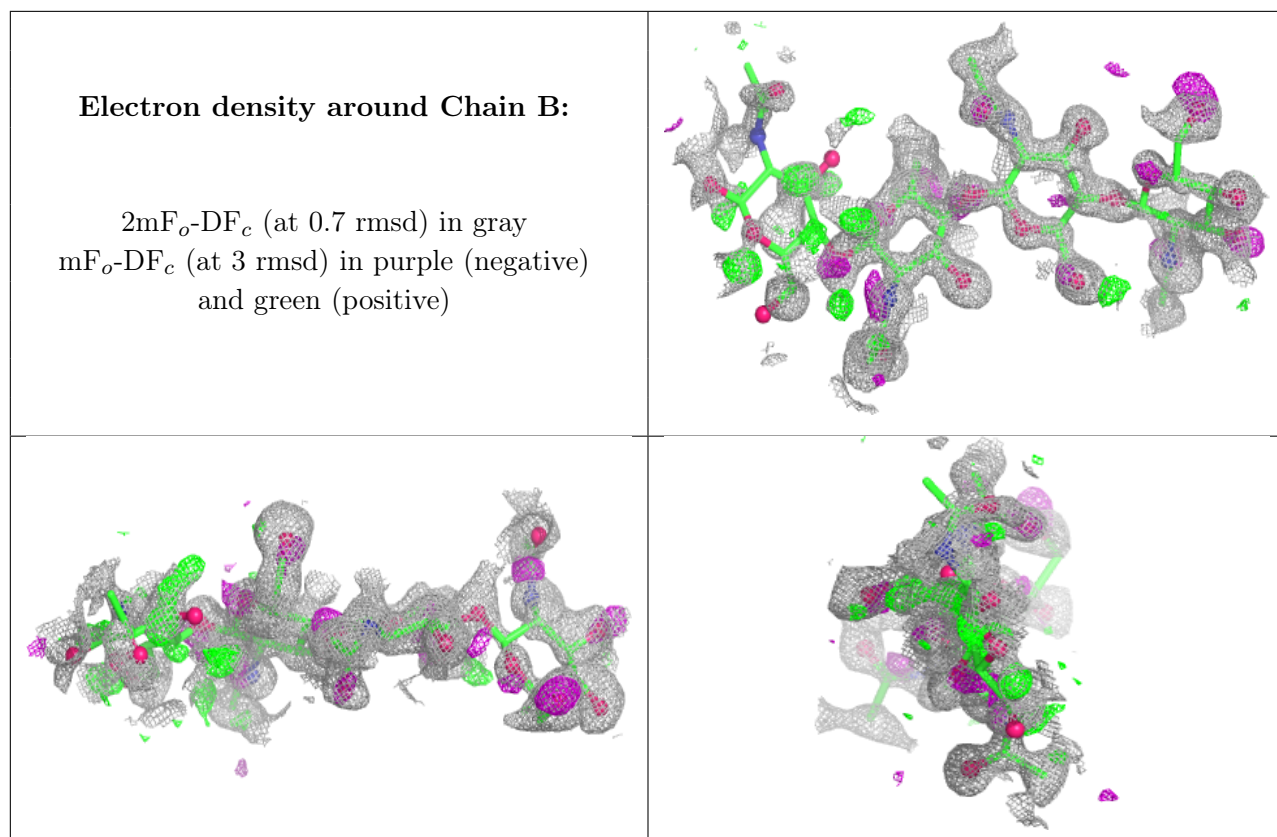 Electron density around Chain B:
2mFₒ-DF𝒸 (at 0.7 rmsd) in gray
mFₒ-DF𝒸 (at 3 rmsd) in purple (negative)
and green (positive)